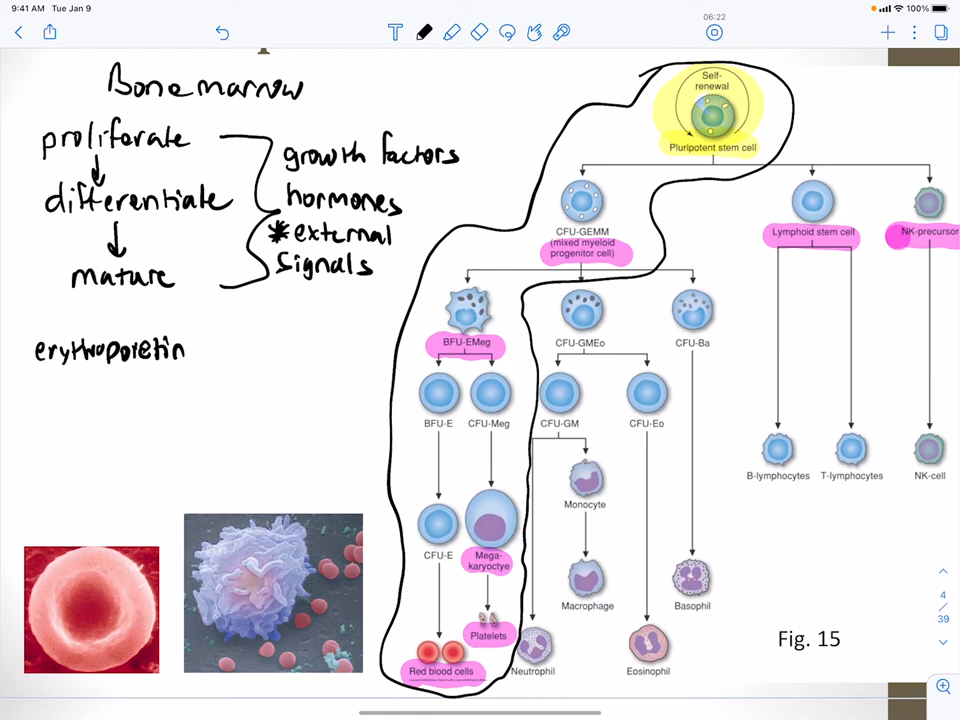 9:41 AM Tue Jan 9
100%
06:22
Bone marrow
proliferate
differentiate
mature
growth factors
hormones
*external
signals
erythoporetin
Self-
renewal
Pluripotent stem cell
CFU-GEMM
(mixed myeloid
progenitor cell)
Lymphoid stem cell
NK-precursor
BFU-EMeg
CFU-GMEo
CFU-Ba
BFU-E
CFU-Meg
CFU-GM
CFU-Eo
B-lymphocytes
T-lymphocytes
NK-cell
Monocyte
CFU-E
Mega-
karyoctye
Macrophage
Basophil
Platelets
Red blood cells
Neutrophil
Eosinophil
Fig. 15
4
/
39